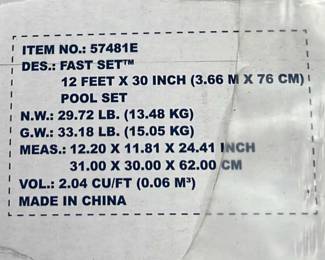 ITEM NO.: 57481E
DES.: FAST SET™
12 FEET X 30 INCH (3.66 M X 76 CM)
POOL SET
N.W.: 29.72 LB. (13.48 KG)
G.W.: 33.18 LB. (15.05 KG)
MEAS.: 12.20 X 11.81 X 24.41 INCH
31.00 X 30.00 X 62.00 CM
VOL.: 2.04 CU/FT (0.06 M³)
MADE IN CHINA